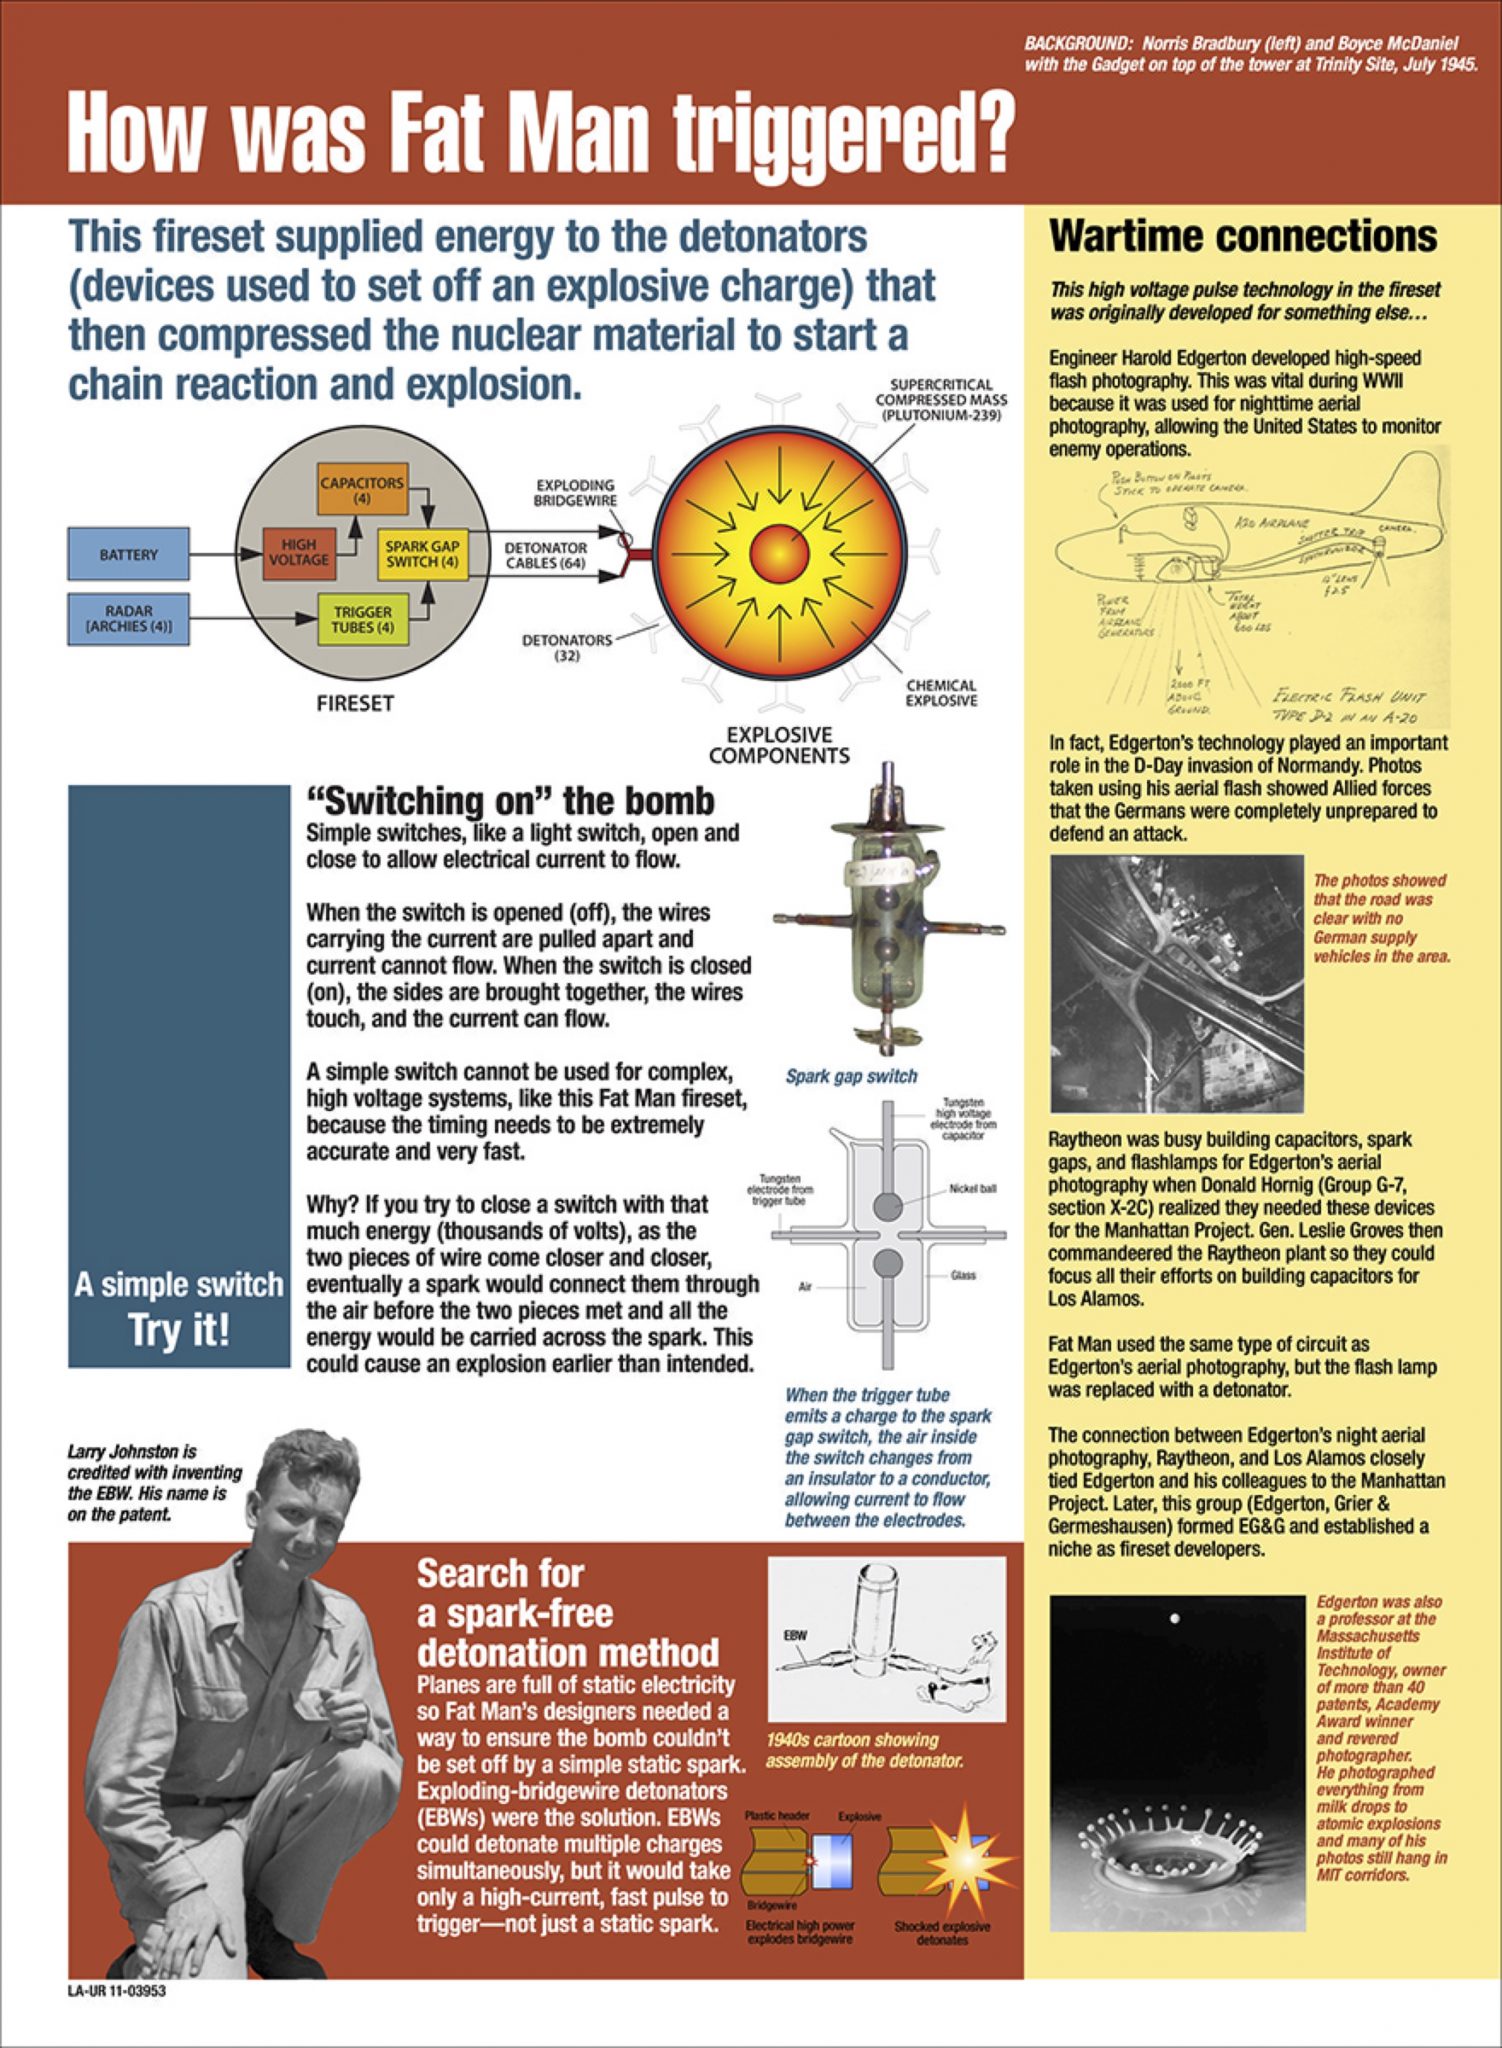 BACKGROUND: Norris Bradbury (left) and Boyce McDaniel
with the Gadget on top of the tower at Trinity Site, July 1945.
How was Fat Man triggered?
This fireset supplied energy to the detonators
(devices used to set off an explosive charge) that
then compressed the nuclear material to start a
chain reaction and explosion.
SUPERCRITICAL
COMPRESSED MASS
(PLUTONIUM-239)
CAPACITORS
(4)
EXPLODING
BRIDGEWIRE
BATTERY
HIGH
VOLTAGE
SPARK GAP
SWITCH (4)
DETONATOR
CABLES (64)
RADAR
[ARCHIES (4)]
TRIGGER
TUBES (4)
DETONATORS
(32)
FIRESET
CHEMICAL
EXPLOSIVE
EXPLOSIVE
COMPONENTS
A simple switch
Try it!
“Switching on” the bomb
Simple switches, like a light switch, open and
close to allow electrical current to flow.
When the switch is opened (off), the wires
carrying the current are pulled apart and
current cannot flow. When the switch is closed
(on), the sides are brought together, the wires
touch, and the current can flow.
A simple switch cannot be used for complex,
high voltage systems, like this Fat Man fireset,
because the timing needs to be extremely
accurate and very fast.
Why? If you try to close a switch with that
much energy (thousands of volts), as the
two pieces of wire come closer and closer,
eventually a spark would connect them through
the air before the two pieces met and all the
energy would be carried across the spark. This
could cause an explosion earlier than intended.
Spark gap switch
Tungsten
high voltage
electrode from
capacitor
Tungsten
electrode from
trigger tube
Nickel ball
Air
Glass
When the trigger tube
emits a charge to the spark
gap switch, the air inside
the switch changes from
an insulator to a conductor,
allowing current to flow
between the electrodes.
Larry Johnston is
credited with inventing
the EBW. His name is
on the patent.
Search for
a spark-free
detonation method
Planes are full of static electricity
so Fat Man’s designers needed a
way to ensure the bomb couldn’t
be set off by a simple static spark.
Exploding-bridgewire detonators
(EBWs) were the solution. EBWs
could detonate multiple charges
simultaneously, but it would take
only a high-current, fast pulse to
trigger—not just a static spark.
EBW
1940s cartoon showing
assembly of the detonator.
Plastic header
Explosive
Bridgewire
Electrical high power
explodes bridgewire
Shocked explosive
detonates
LA-UR 11-03953
Wartime connections
This high voltage pulse technology in the fireset
was originally developed for something else...
Engineer Harold Edgerton developed high-speed
flash photography. This was vital during WWII
because it was used for nighttime aerial
photography, allowing the United States to monitor
enemy operations.
PUSH BUTTON ON PILOTS
STICK TO OPERATE CAMERA.
A20 AIRPLANE
SHUTTER TRIP
CAMERA
SYNCHRONIZER
12" LENS
f 2.5
POWER
FROM
AIRPLANE
GENERATORS
TOTAL
WEIGHT
ABOUT
600 LBS
2000 FT
ABOVE
GROUND.
ELECTRIC FLASH UNIT
TYPE D-2 IN AN A-20
In fact, Edgerton’s technology played an important
role in the D-Day invasion of Normandy. Photos
taken using his aerial flash showed Allied forces
that the Germans were completely unprepared to
defend an attack.
The photos showed
that the road was
clear with no
German supply
vehicles in the area.
Raytheon was busy building capacitors, spark
gaps, and flashlamps for Edgerton’s aerial
photography when Donald Hornig (Group G-7,
section X-2C) realized they needed these devices
for the Manhattan Project. Gen. Leslie Groves then
commandeered the Raytheon plant so they could
focus all their efforts on building capacitors for
Los Alamos.
Fat Man used the same type of circuit as
Edgerton’s aerial photography, but the flash lamp
was replaced with a detonator.
The connection between Edgerton’s night aerial
photography, Raytheon, and Los Alamos closely
tied Edgerton and his colleagues to the Manhattan
Project. Later, this group (Edgerton, Grier &
Germeshausen) formed EG&G and established a
niche as fireset developers.
Edgerton was also
a professor at the
Massachusetts
Institute of
Technology, owner
of more than 40
patents, Academy
Award winner
and revered
photographer.
He photographed
everything from
milk drops to
atomic explosions
and many of his
photos still hang in
MIT corridors.